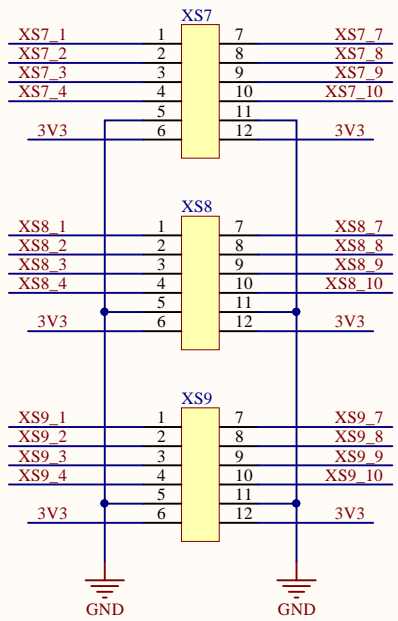 XS7
XS7_1 1 7 XS7_7
XS7_2 2 8 XS7_8
XS7_3 3 9 XS7_9
XS7_4 4 10 XS7_10
5 11
3V3 6 12 3V3
XS8
XS8_1 1 7 XS8_7
XS8_2 2 8 XS8_8
XS8_3 3 9 XS8_9
XS8_4 4 10 XS8_10
5 11
3V3 6 12 3V3
XS9
XS9_1 1 7 XS9_7
XS9_2 2 8 XS9_8
XS9_3 3 9 XS9_9
XS9_4 4 10 XS9_10
5 11
3V3 6 12 3V3
GND GND